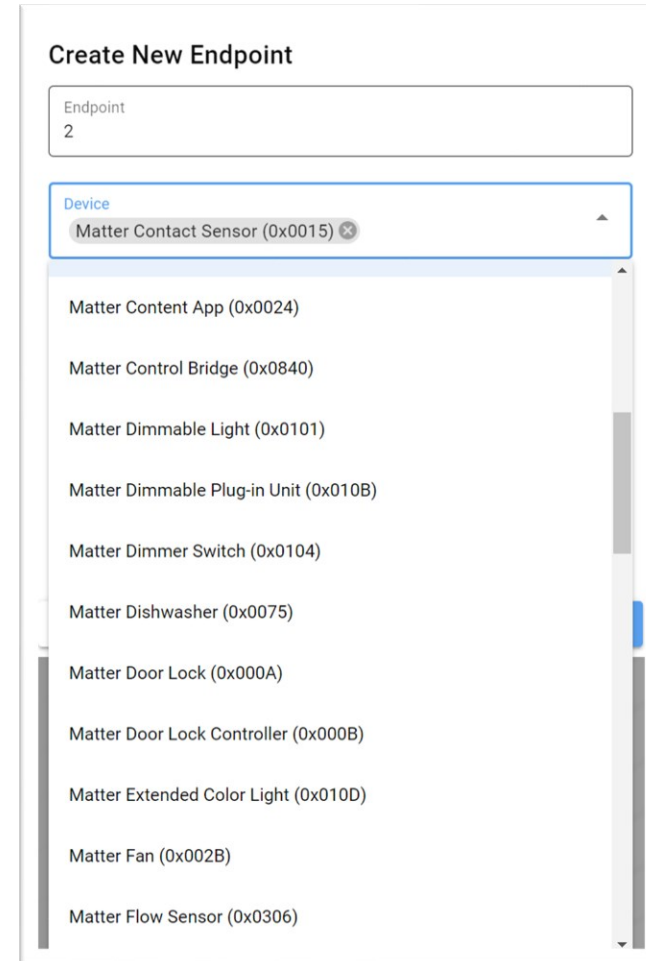 Create New Endpoint
Endpoint
2
Device
Matter Contact Sensor (0x0015)
Matter Content App (0x0024)
Matter Control Bridge (0x0840)
Matter Dimmable Light (0x0101)
Matter Dimmable Plug-in Unit (0x010B)
Matter Dimmer Switch (0x0104)
Matter Dishwasher (0x0075)
Matter Door Lock (0x000A)
Matter Door Lock Controller (0x000B)
Matter Extended Color Light (0x010D)
Matter Fan (0x002B)
Matter Flow Sensor (0x0306)